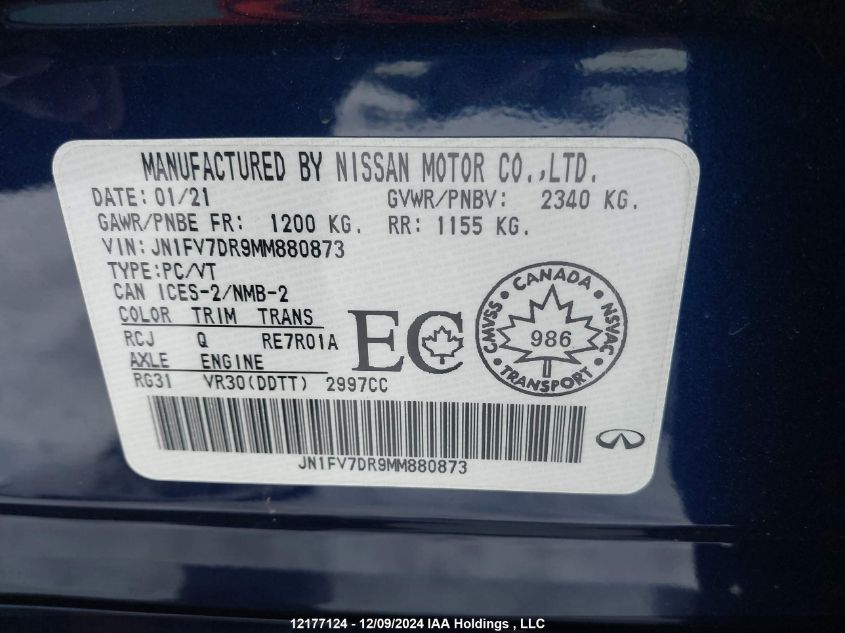 MANUFACTURED BY NISSAN MOTOR CO.,LTD.
DATE: 01/21 GVWR/PNBV: 2340 KG.
GAWR/PNBE FR: 1200 KG. RR: 1155 KG.
VIN: JN1FV7DR9MM880873
TYPE:PC/VT
CAN ICES-2/NMB-2
COLOR TRIM TRANS
RCJ Q RE7R01A
AXLE ENGINE
RG31 VR30(DDTT) 2997CC
EC
CANADA
CMVSS
NSVAC
986
TRANSPORT
JN1FV7DR9MM880873
12177124 - 12/09/2024 IAA Holdings , LLC